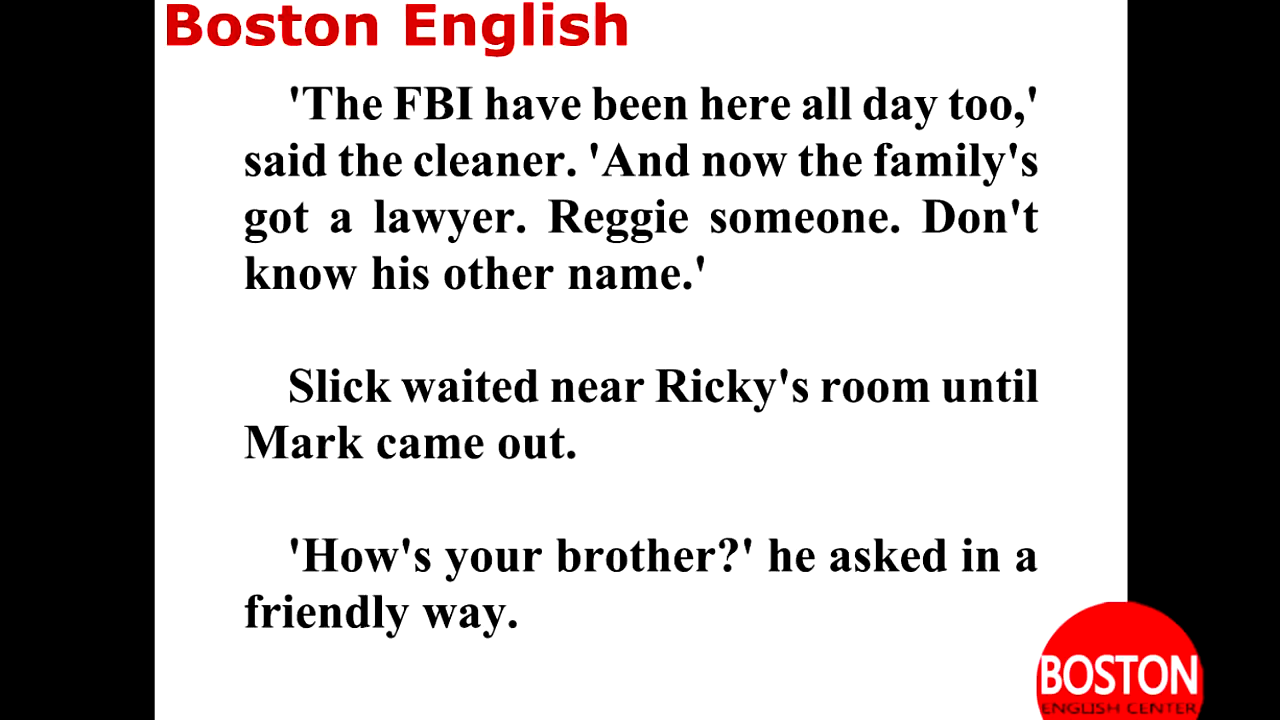 Boston English
'The FBI have been here all day too,'
said the cleaner. 'And now the family's
got a lawyer. Reggie someone. Don't
know his other name.'
Slick waited near Ricky's room until
Mark came out.
'How's your brother?' he asked in a
friendly way.
BOSTON
ENGLISH CENTER